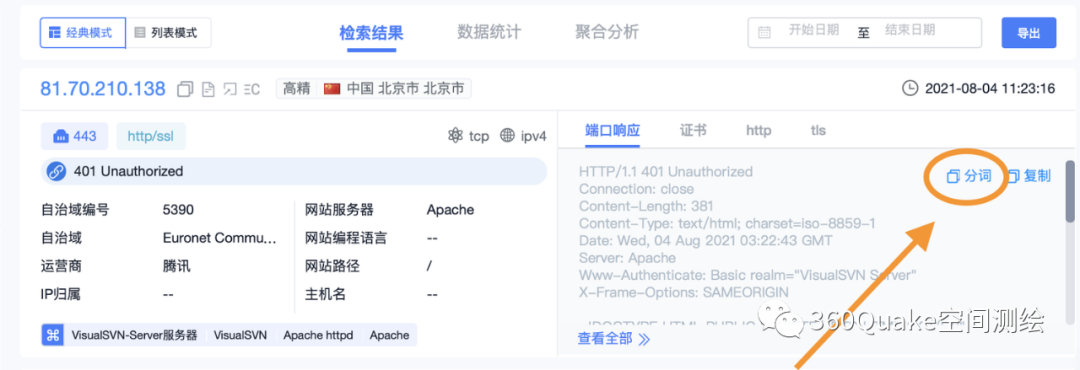 经典模式 列表模式 检索结果 数据统计 聚合分析 开始日期 至 结束日期 导出
81.70.210.138 C 高精 中国 北京市 北京市 2021-08-04 11:23:16
443 http/ssl tcp ipv4
端口响应 证书 http tls
401 Unauthorized
自治域编号 5390 网站服务器 Apache
自治域 Euronet Commu... 网站编程语言 --
运营商 腾讯 网站路径 /
IP归属 -- 主机名 --
VisualSVN-Server服务器 VisualSVN Apache httpd Apache
分词 复制
HTTP/1.1 401 Unauthorized
Connection: close
Content-Length: 381
Content-Type: text/html; charset=iso-8859-1
Date: Wed, 04 Aug 2021 03:22:43 GMT
Server: Apache
Www-Authenticate: Basic realm="VisualSVN Server"
X-Frame-Options: SAMEORIGIN
查看全部
360Quake空间测绘